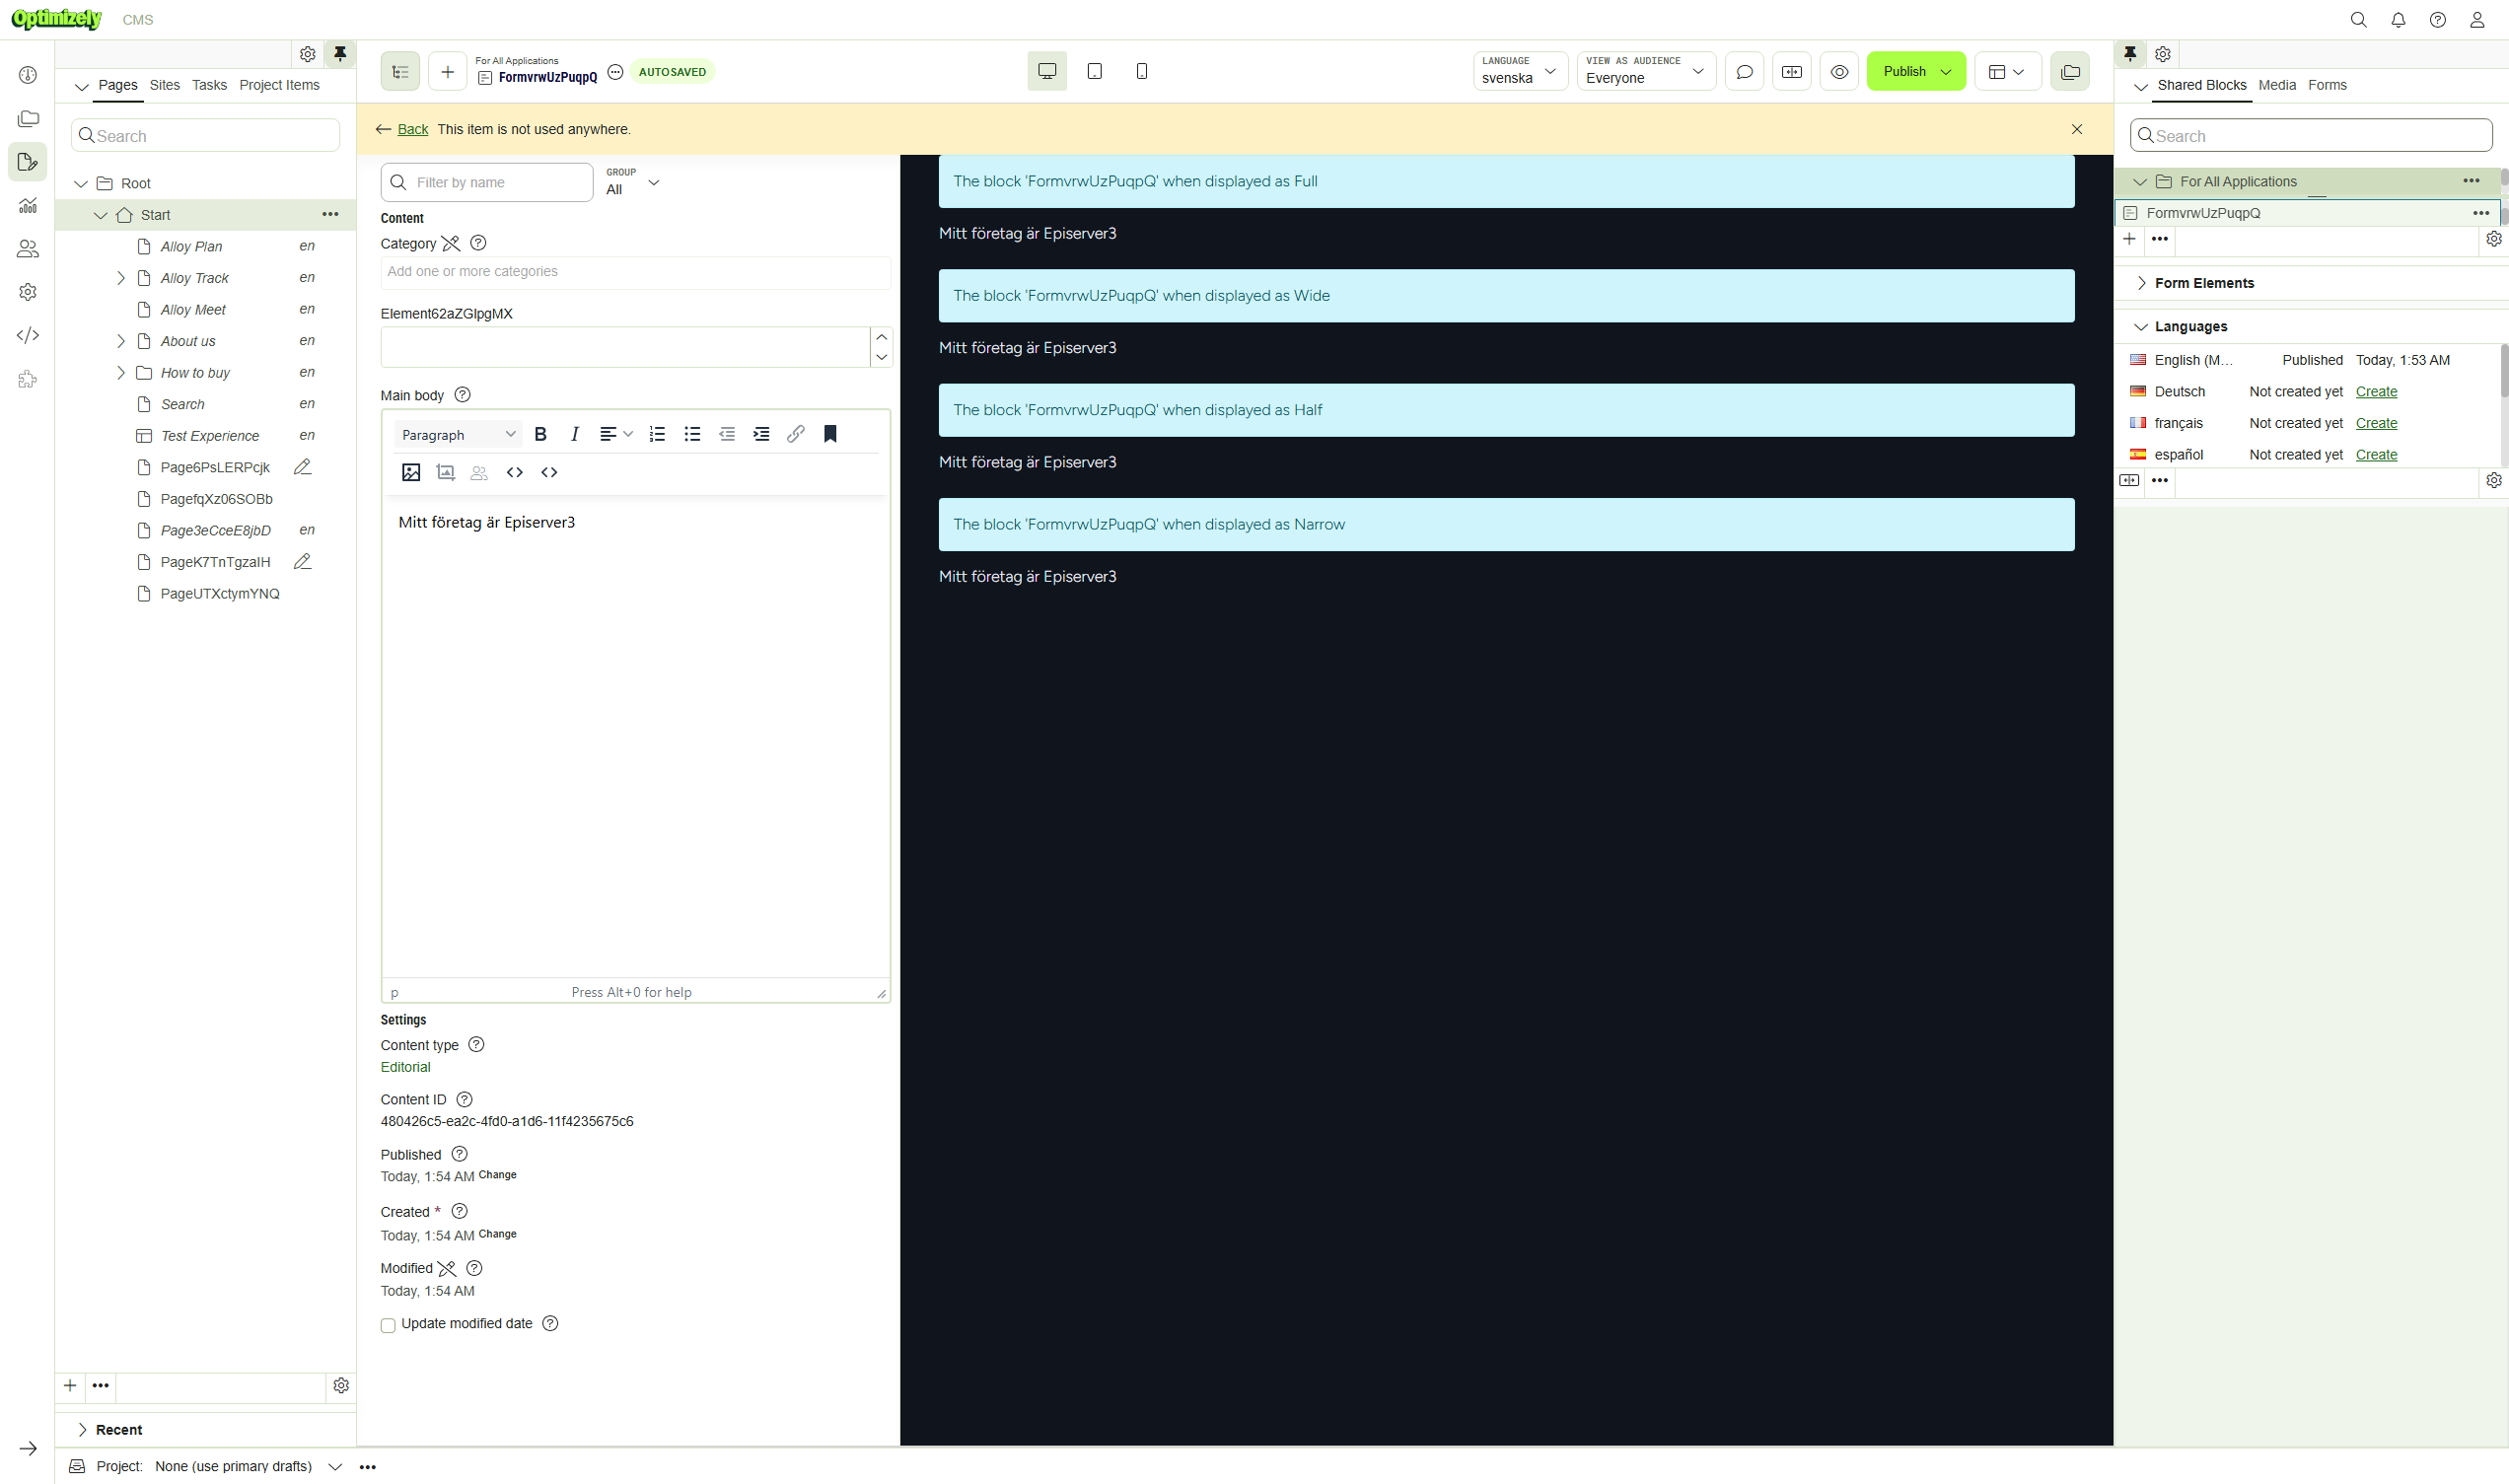 Optimizely CMS
Pages Sites Tasks Project Items
Search
Root
Start
Alloy Plan en
Alloy Track en
Alloy Meet en
About us en
How to buy en
Search en
Test Experience en
Page6PsLERPcjk
PagefqXz06SOBb
Page3eCceE8jbD en
PageK7TnTgzaIH
PageUTXctymYNQ
Recent
Project: None (use primary drafts)
For All Applications
FormvrwUzPuqpQ
AUTOSAVED
LANGUAGE
svenska
VIEW AS AUDIENCE
Everyone
Publish
Back This item is not used anywhere.
Filter by name
GROUP
All
Content
Category
Add one or more categories
Element62aZGlpgMX
Main body
Paragraph
Mitt företag är Episerver3
p Press Alt+0 for help
Settings
Content type
Editorial
Content ID
480426c5-ea2c-4fd0-a1d6-11f4235675c6
Published
Today, 1:54 AM Change
Created *
Today, 1:54 AM Change
Modified
Today, 1:54 AM
Update modified date
The block 'FormvrwUzPuqpQ' when displayed as Full
Mitt företag är Episerver3
The block 'FormvrwUzPuqpQ' when displayed as Wide
Mitt företag är Episerver3
The block 'FormvrwUzPuqpQ' when displayed as Half
Mitt företag är Episerver3
The block 'FormvrwUzPuqpQ' when displayed as Narrow
Mitt företag är Episerver3
Shared Blocks Media Forms
Search
For All Applications
FormvrwUzPuqpQ
Form Elements
Languages
English (M... Published Today, 1:53 AM
Deutsch Not created yet Create
français Not created yet Create
español Not created yet Create